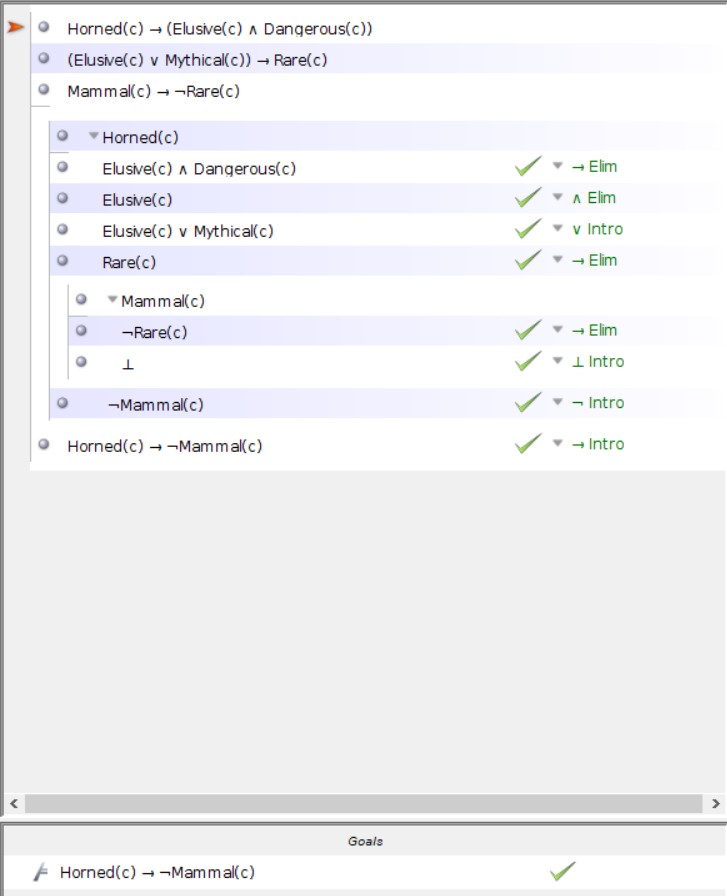 Horned(c) → (Elusive(c) ∧ Dangerous(c))
(Elusive(c) ∨ Mythical(c)) → Rare(c)
Mammal(c) → ¬Rare(c)
Horned(c)
Elusive(c) ∧ Dangerous(c) → Elim
Elusive(c) ∧ Elim
Elusive(c) ∨ Mythical(c) ∨ Intro
Rare(c) → Elim
Mammal(c)
¬Rare(c) → Elim
⊥ ⊥ Intro
¬Mammal(c) ¬ Intro
Horned(c) → ¬Mammal(c) → Intro
Goals
Horned(c) → ¬Mammal(c)